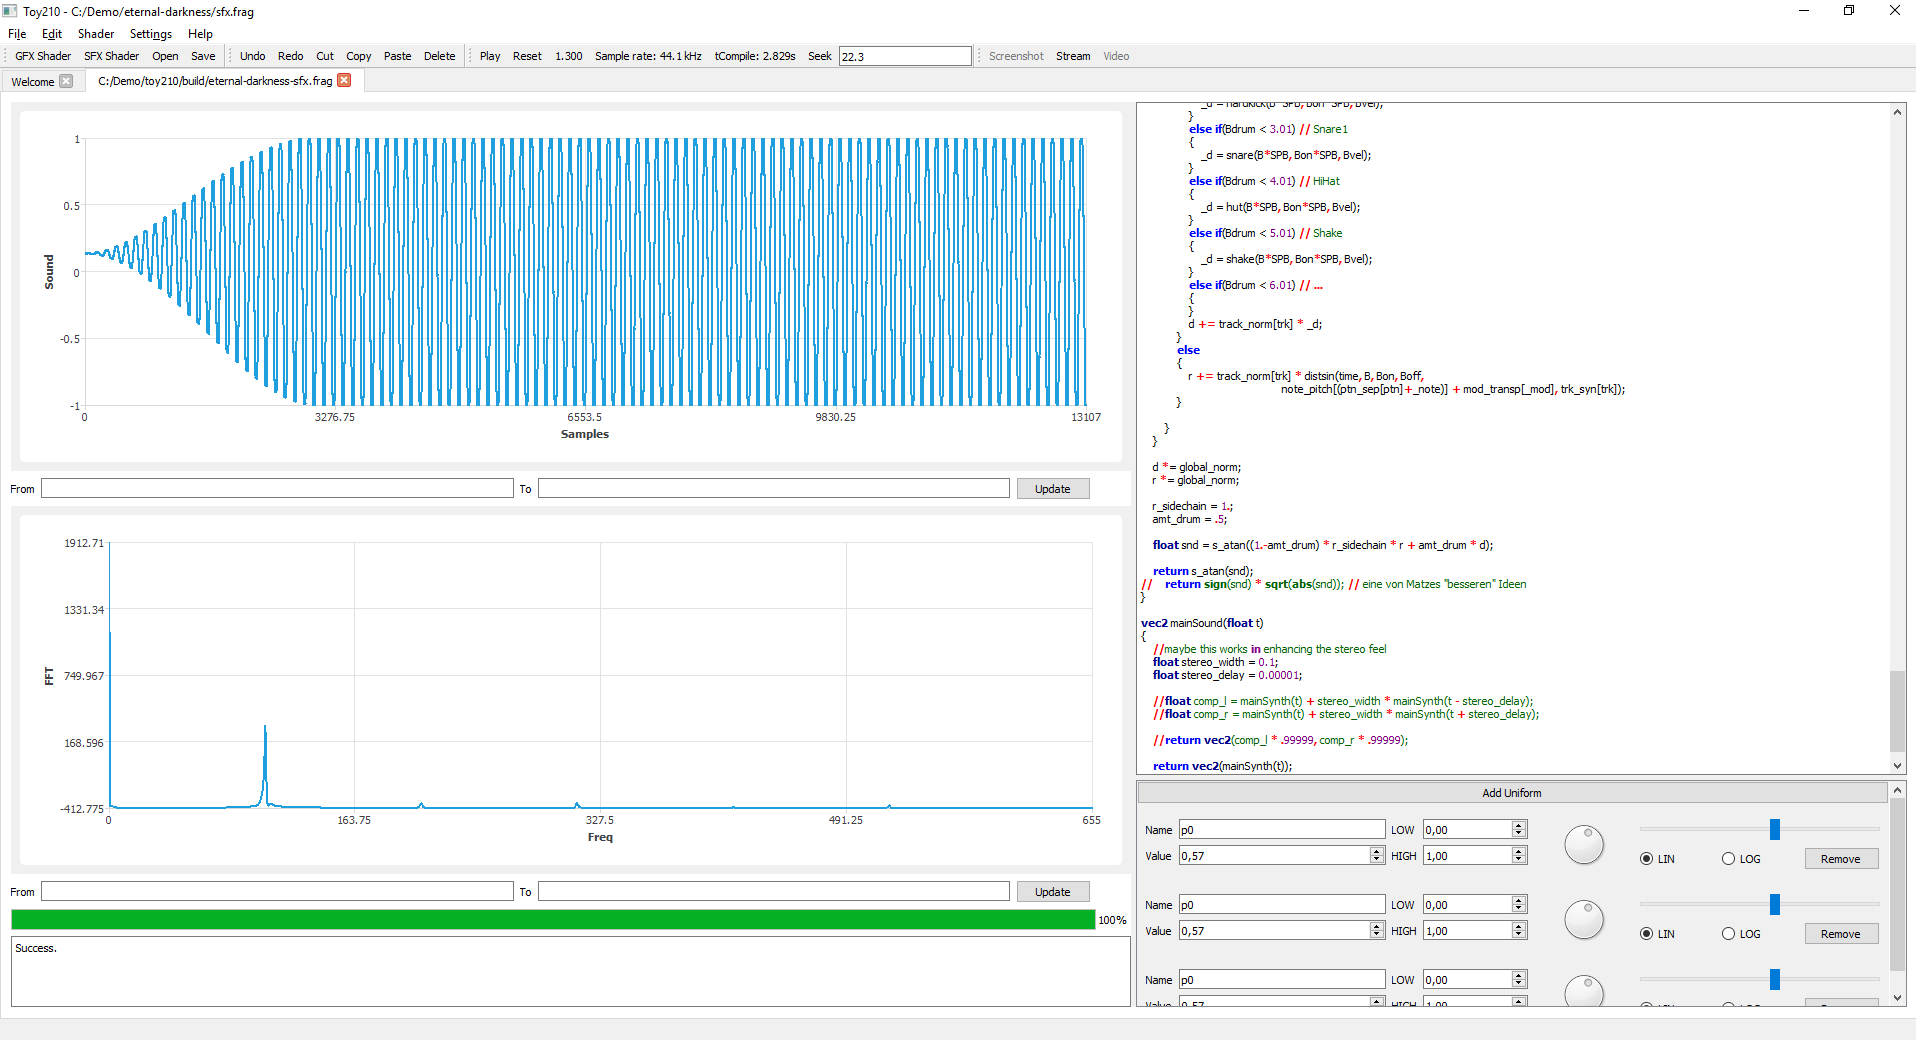 Toy210 - C:/Demo/eternal-darkness/sfx.frag
File Edit Shader Settings Help
GFX Shader SFX Shader Open Save Undo Redo Cut Copy Paste Delete Play Reset 1.300 Sample rate: 44.1 kHz tCompile: 2.829s Seek 22.3 Screenshot Stream Video
Welcome C:/Demo/toy210/build/eternal-darkness-sfx.frag
1
0.5
0
-0.5
-1
Sound
0 3276.75 6553.5 9830.25 13107
Samples
From To Update
1912.71
1331.34
749.967
168.596
-412.775
FFT
0 163.75 327.5 491.25 655
Freq
From To Update
100%
Success.
_d = hardkick(B*SPB, Bon*SPB, Bvel);
}
else if(Bdrum < 3.01) // Snare1
{
_d = snare(B*SPB, Bon*SPB, Bvel);
}
else if(Bdrum < 4.01) // HiHat
{
_d = hut(B*SPB, Bon*SPB, Bvel);
}
else if(Bdrum < 5.01) // Shake
{
_d = shake(B*SPB, Bon*SPB, Bvel);
}
else if(Bdrum < 6.01) // ...
{
}
d += track_norm[trk] * _d;
}
else
{
r += track_norm[trk] * distsin(time, B, Bon, Boff,
note_pitch[(ptn_sep[ptn]+_note)] + mod_transp[_mod], trk_syn[trk]);
}
}
}
d *= global_norm;
r *= global_norm;
r_sidechain = 1.;
amt_drum = .5;
float snd = s_atan((1.-amt_drum) * r_sidechain * r + amt_drum * d);
return s_atan(snd);
// return sign(snd) * sqrt(abs(snd)); // eine von Matzes "besseren" Ideen
}
vec2 mainSound(float t)
{
//maybe this works in enhancing the stereo feel
float stereo_width = 0.1;
float stereo_delay = 0.00001;
//float comp_l = mainSynth(t) + stereo_width * mainSynth(t - stereo_delay);
//float comp_r = mainSynth(t) + stereo_width * mainSynth(t + stereo_delay);
//return vec2(comp_l * .99999, comp_r * .99999);
return vec2(mainSynth(t));
Add Uniform
Name p0 LOW 0,00
Value 0,57 HIGH 1,00 LIN LOG Remove
Name p0 LOW 0,00
Value 0,57 HIGH 1,00 LIN LOG Remove
Name p0 LOW 0,00
Value 0,57 HIGH 1,00